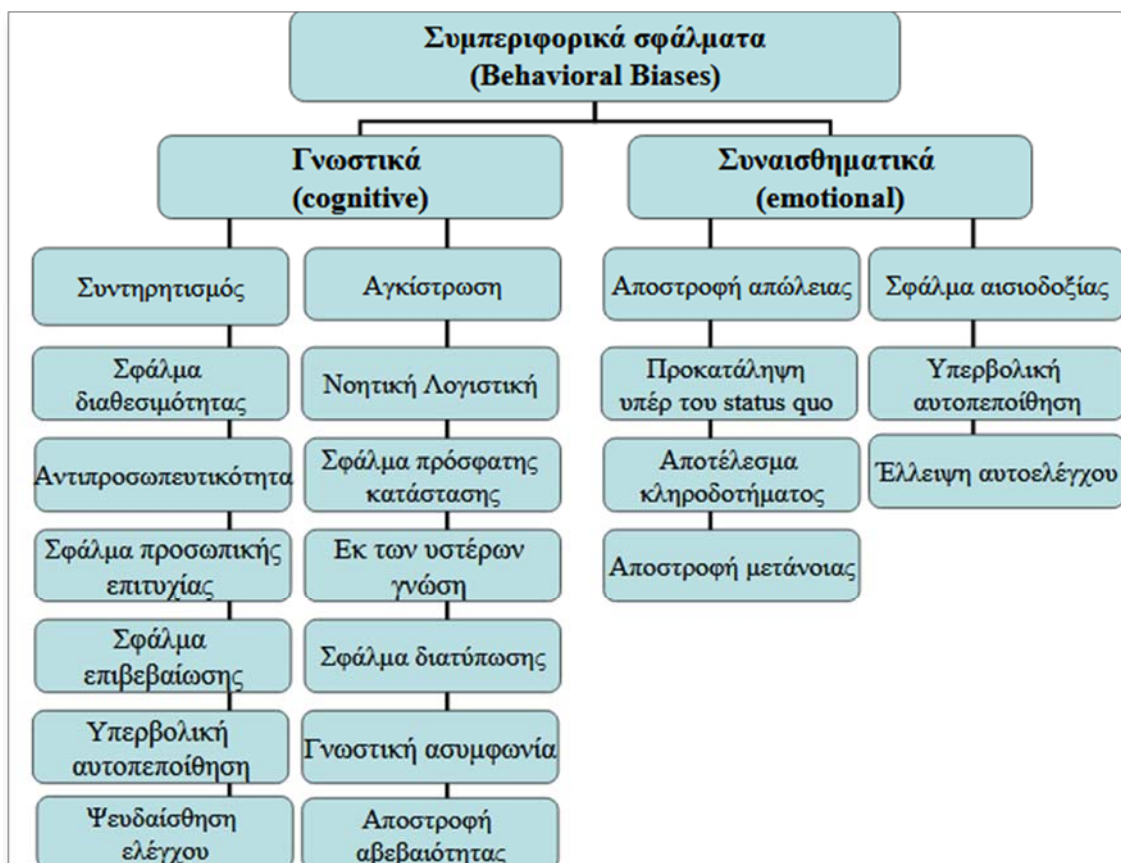 Συμπεριφορικά σφάλματα
(Behavioral Biases)
Γνωστικά
(cognitive)
Συντηρητισμός
Σφάλμα
διαθεσιμότητας
Αντιπροσωπευτικότητα
Σφάλμα προσωπικής
επιτυχίας
Σφάλμα
επιβεβαίωσης
Υπερβολική
αυτοπεποίθηση
Ψευδαίσθηση
ελέγχου
Αγκίστρωση
Νοητική Λογιστική
Σφάλμα πρόσφατης
κατάστασης
Εκ των υστέρων
γνώση
Σφάλμα διατύπωσης
Γνωστική ασυμφωνία
Αποστροφή
αβεβαιότητας
Συναισθηματικά
(emotional)
Αποστροφή απώλειας
Προκατάληψη
υπέρ του status quo
Αποτέλεσμα
κληροδοτήματος
Αποστροφή μετάνοιας
Σφάλμα αισιοδοξίας
Υπερβολική
αυτοπεποίθηση
Έλλειψη αυτοελέγχου